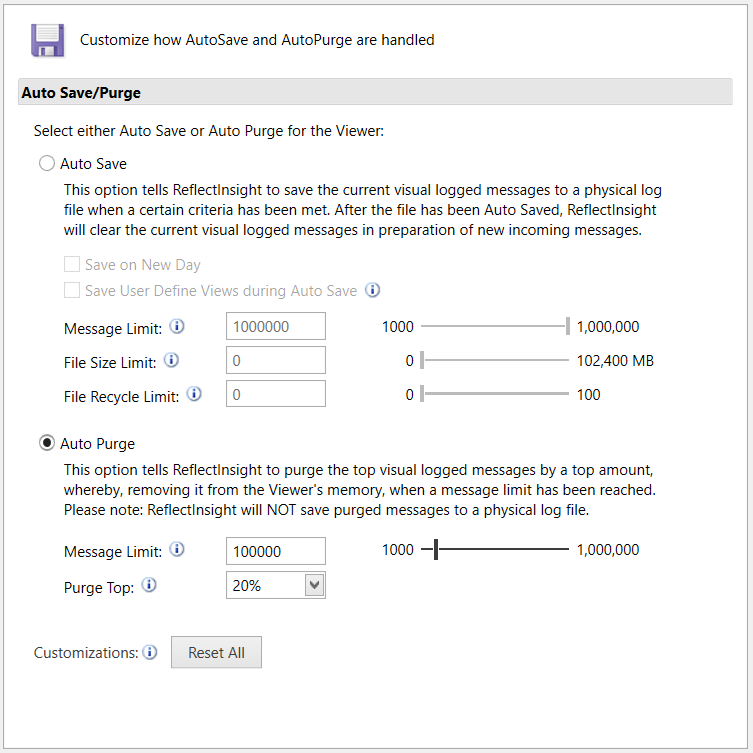 Customize how AutoSave and AutoPurge are handled
Auto Save/Purge
Select either Auto Save or Auto Purge for the Viewer:
Auto Save
This option tells ReflectInsight to save the current visual logged messages to a physical log
file when a certain criteria has been met. After the file has been Auto Saved, ReflectInsight
will clear the current visual logged messages in preparation of new incoming messages.
Save on New Day
Save User Define Views during Auto Save
Message Limit: 1000000 1000 1,000,000
File Size Limit: 0 0 102,400 MB
File Recycle Limit: 0 0 100
Auto Purge
This option tells ReflectInsight to purge the top visual logged messages by a top amount,
whereby, removing it from the Viewer's memory, when a message limit has been reached.
Please note: ReflectInsight will NOT save purged messages to a physical log file.
Message Limit: 100000 1000 1,000,000
Purge Top: 20%
Customizations: Reset All